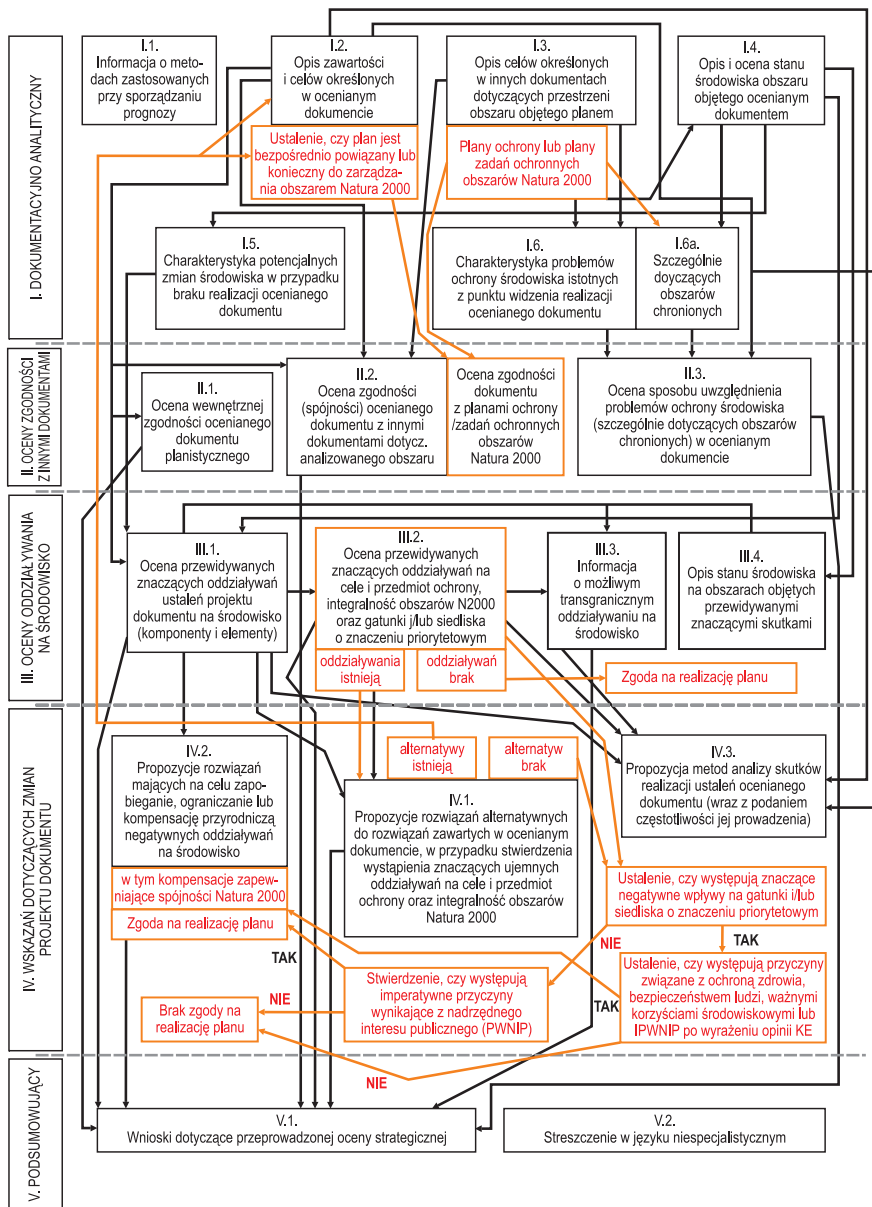 I. DOKUMENTACYJNO ANALITYCZNY
I.1.
Informacja o meto-
dach zastosowanych
przy sporządzaniu
prognozy
I.2.
Opis zawartości
i celów określonych
w ocenianym
dokumencie
I.3.
Opis celów określonych
w innych dokumentach
dotyczących przestrzeni
obszaru objętego planem
I.4.
Opis i ocena stanu
środowiska obszaru
objętego ocenianym
dokumentem
Ustalenie, czy plan jest
bezpośrednio powiązany lub
konieczny do zarządza-
nia obszarem Natura 2000
Plany ochrony lub plany
zadań ochronnych
obszarów Natura 2000
I.5.
Charakterystyka potencjalnych
zmian środowiska w przypadku
braku realizacji ocenianego
dokumentu
I.6.
Charakterystyka problemów
ochrony środowiska istotnych
z punktu widzenia realizacji
ocenianego dokumentu
I.6a.
Szczególnie
doyczących
obszarów
chronionych
II. OCENY ZGODNOŚCI
Z INNYMI DOKUMENTAMI
II.1.
Ocena wewnętrznej
zgodności ocenianego
dokumentu
planistycznego
II.2.
Ocena zgodności
(spójności) ocenianego
dokumentu z innymi
dokumentami dotycz.
analizowanego obszaru
Ocena zgodności
dokumentu
z planami ochrony
/zadań ochronnych
obszarów
Natura 2000
II.3.
Ocena sposobu uwzględnienia
problemów ochrony środowiska
(szczególnie dotyczących obszarów
chronionych) w ocenianym
dokumencie
III. OCENY ODDZIAŁYWANIA
NA ŚRODOWISKO
III.1.
Ocena przewidywanych
znaczących oddziaływań
ustaleń projektu
dokumentu na środowisko
(komponenty i elementy)
III.2.
Ocena przewidywanych
znaczących oddziaływań na
cele i przedmiot ochrony,
integralność obszarów N2000
oraz gatunki j/lub siedliska
o znaczeniu priorytetowym
III.3.
Informacja
o możliwym
transgranicznym
oddziaływaniu na
środowisko
III.4.
Opis stanu środowiska
na obszarach objętych
przewidywanymi
znaczącymi skutkami
oddziaływania
istnieją
oddziaływań
brak
Zgoda na realizację planu
IV. WSKAZAŃ DOTYCZĄCYCH ZMIAN
PROJEKTU DOKUMENTU
IV.2.
Propozycje rozwiązań
mających na celu zapo-
bieganie, ograniczanie lub
kompensację przyrodniczą
negatywnych oddziaływań
na środowisko
w tym kompensacje zapew-
niające spójności Natura 2000
Zgoda na realizację planu
alternatywy
istnieją
alternatyw
brak
IV.1.
Propozycje rozwiązań alternatywnych
do rozwiązań zawartych w ocenianym
dokumencie, w przypadku stwierdzenia
wystąpienia znaczących ujemnych
oddziaływań na cele i przedmiot
ochrony oraz integralność obszarów
Natura 2000
IV.3.
Propozycja metod analizy skutków
realizacji ustaleń ocenianego
dokumentu (wraz z podaniem
częstotliwości jej prowadzenia)
Ustalenie, czy występują znaczące
negatywne wpływy na gatunki i/lub
siedliska o znaczeniu priorytetowym
NIE
TAK
TAK
Stwierdzenie, czy występują
imperatywne przyczyny
wynikające z nadrzędnego
interesu publicznego (PWNIP)
TAK
Ustalenie, czy występują przyczyny
związane z ochroną zdrowia,
bezpieczeństwem ludzi, ważnymi
korzyściami środowiskowymi lub
IPWNIP po wyrażeniu opinii KE
NIE
Brak zgody na
realizację planu
NIE
V. PODSUMOWUJĄCY
V.1.
Wnioski dotyczące przeprowadzonej oceny strategicznej
V.2.
Streszczenie w języku niespecjalistycznym